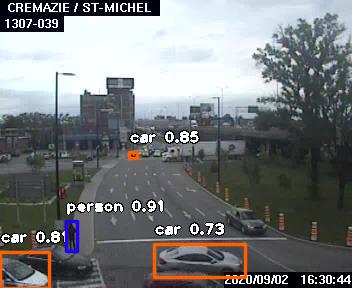 CREMAZIE / ST-MICHEL
1307-039
car 0.85
person 0.91
car 0.81
car 0.73
2020/09/02 16:30:44